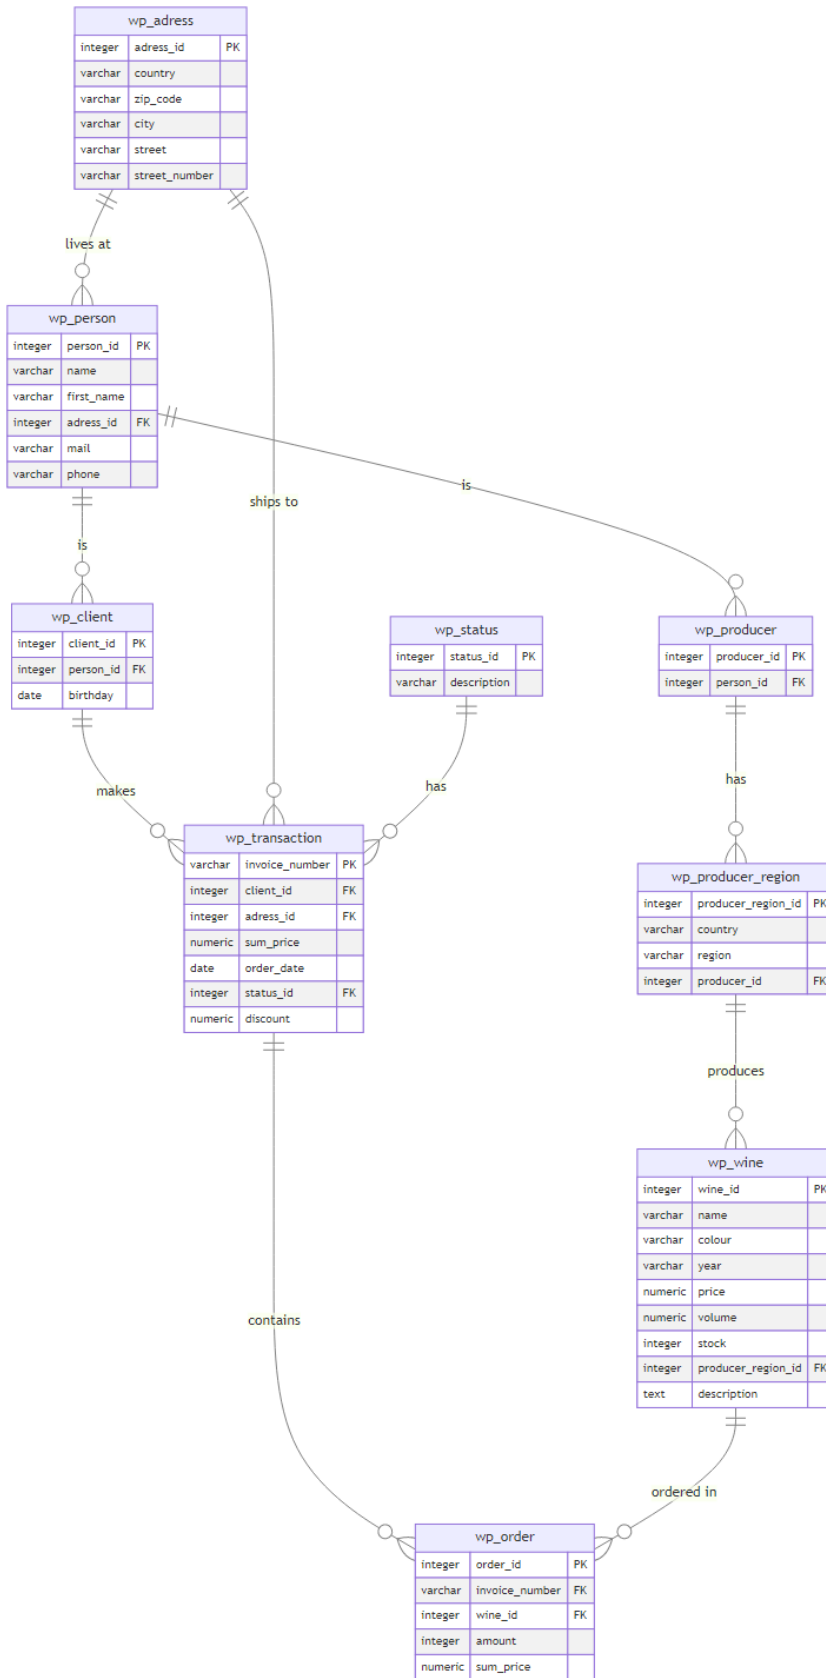 wp_adress
integer adress_id PK
varchar country
varchar zip_code
varchar city
varchar street
varchar street_number
lives at
wp_person
integer person_id PK
varchar name
varchar first_name
integer adress_id FK
varchar mail
varchar phone
ships to
is
is
wp_client
integer client_id PK
integer person_id FK
date birthday
wp_status
integer status_id PK
varchar description
wp_producer
integer producer_id PK
integer person_id FK
makes
has
has
wp_transaction
varchar invoice_number PK
integer client_id FK
integer adress_id FK
numeric sum_price
date order_date
integer status_id FK
numeric discount
wp_producer_region
integer producer_region_id PK
varchar country
varchar region
integer producer_id FK
produces
wp_wine
integer wine_id PK
varchar name
varchar colour
varchar year
numeric price
numeric volume
integer stock
integer producer_region_id FK
text description
contains
ordered in
wp_order
integer order_id PK
varchar invoice_number FK
integer wine_id FK
integer amount
numeric sum_price